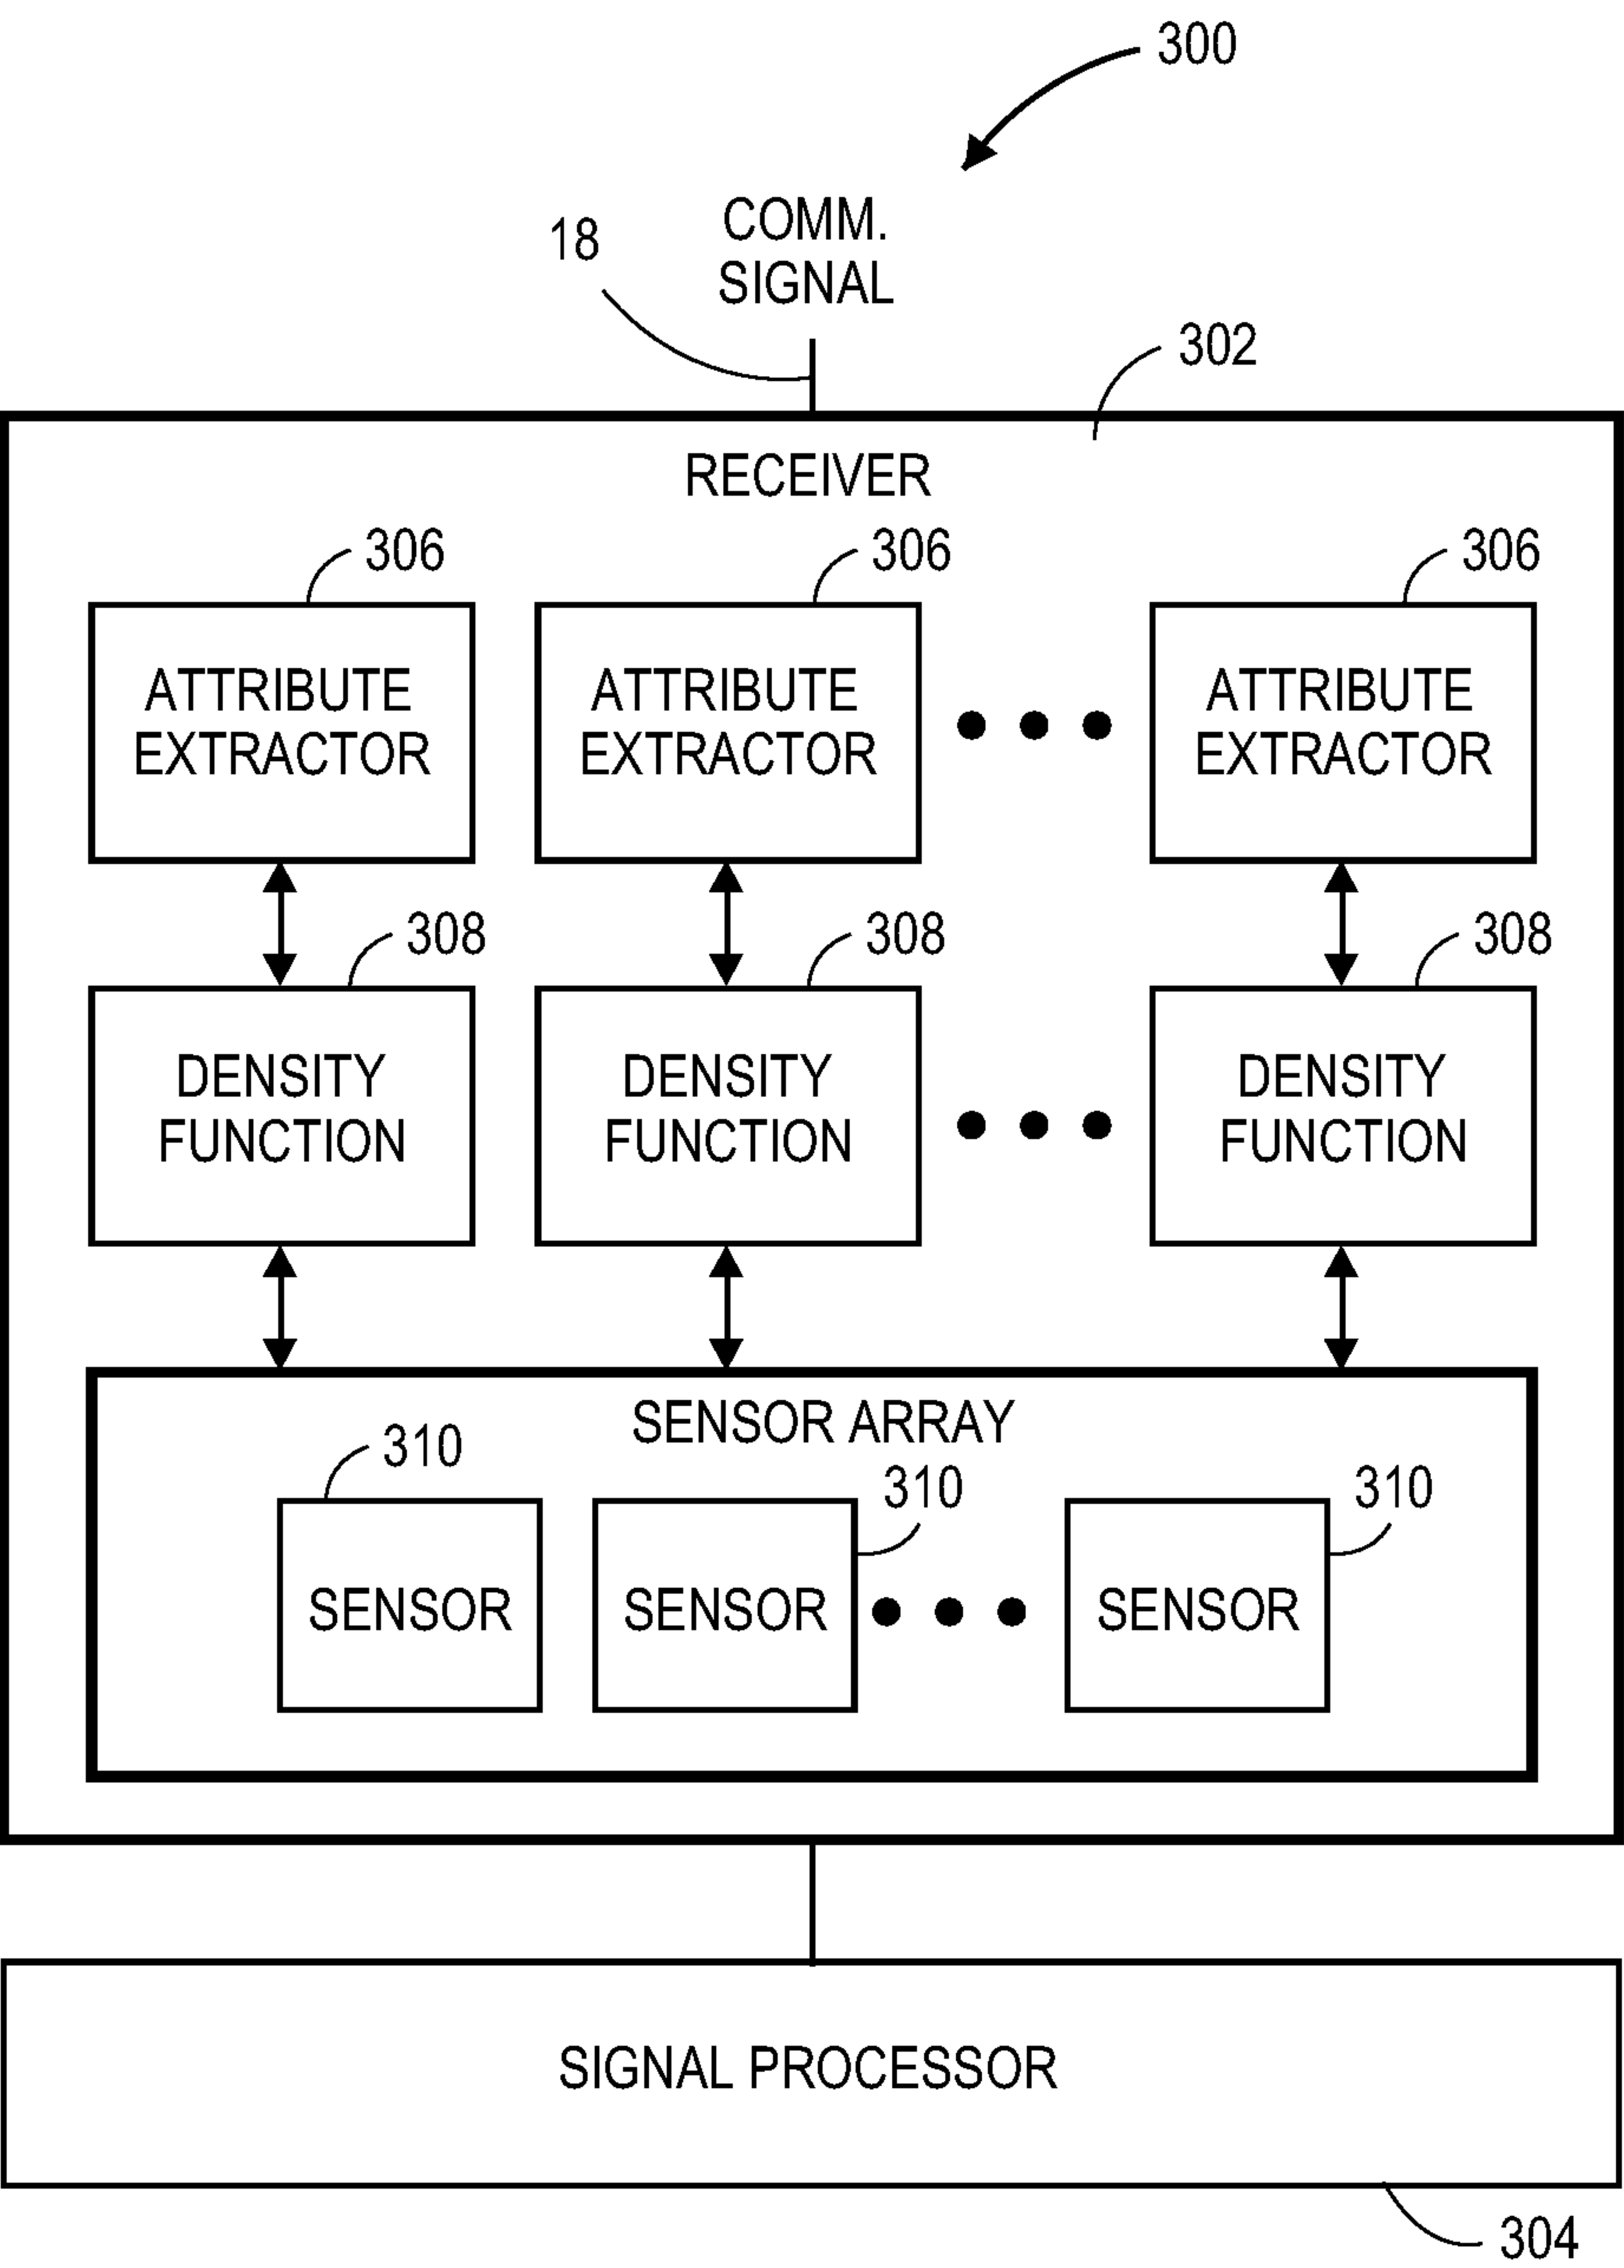 300
COMM.
SIGNAL
18
302
RECEIVER
306 306 306
ATTRIBUTE
EXTRACTOR
ATTRIBUTE
EXTRACTOR
ATTRIBUTE
EXTRACTOR
308 308 308
DENSITY
FUNCTION
DENSITY
FUNCTION
DENSITY
FUNCTION
SENSOR ARRAY
310 310 310
SENSOR SENSOR SENSOR
SIGNAL PROCESSOR
304